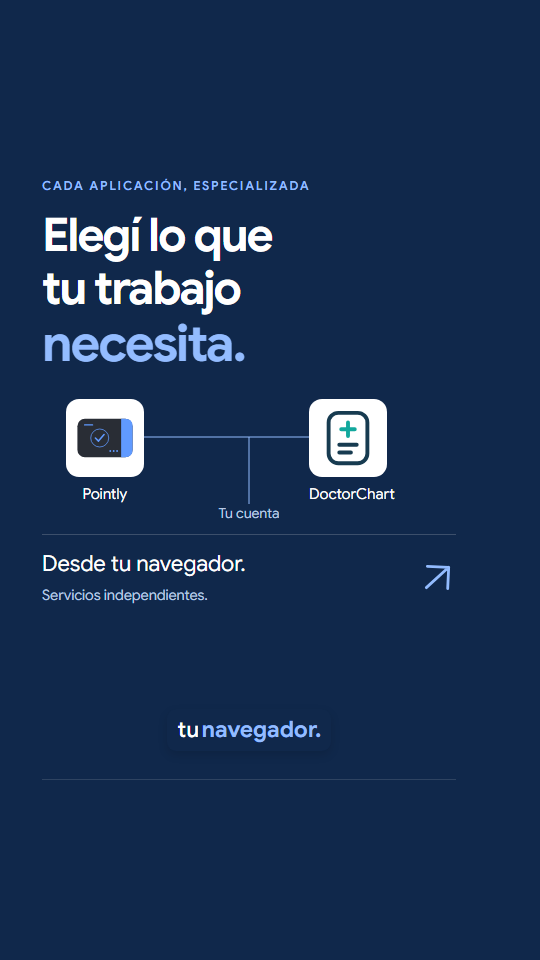 CADA APLICACIÓN, ESPECIALIZADA
Elegí lo que
tu trabajo
necesita.
Pointly
DoctorChart
Tu cuenta
Desde tu navegador.
Servicios independientes.
tu navegador.